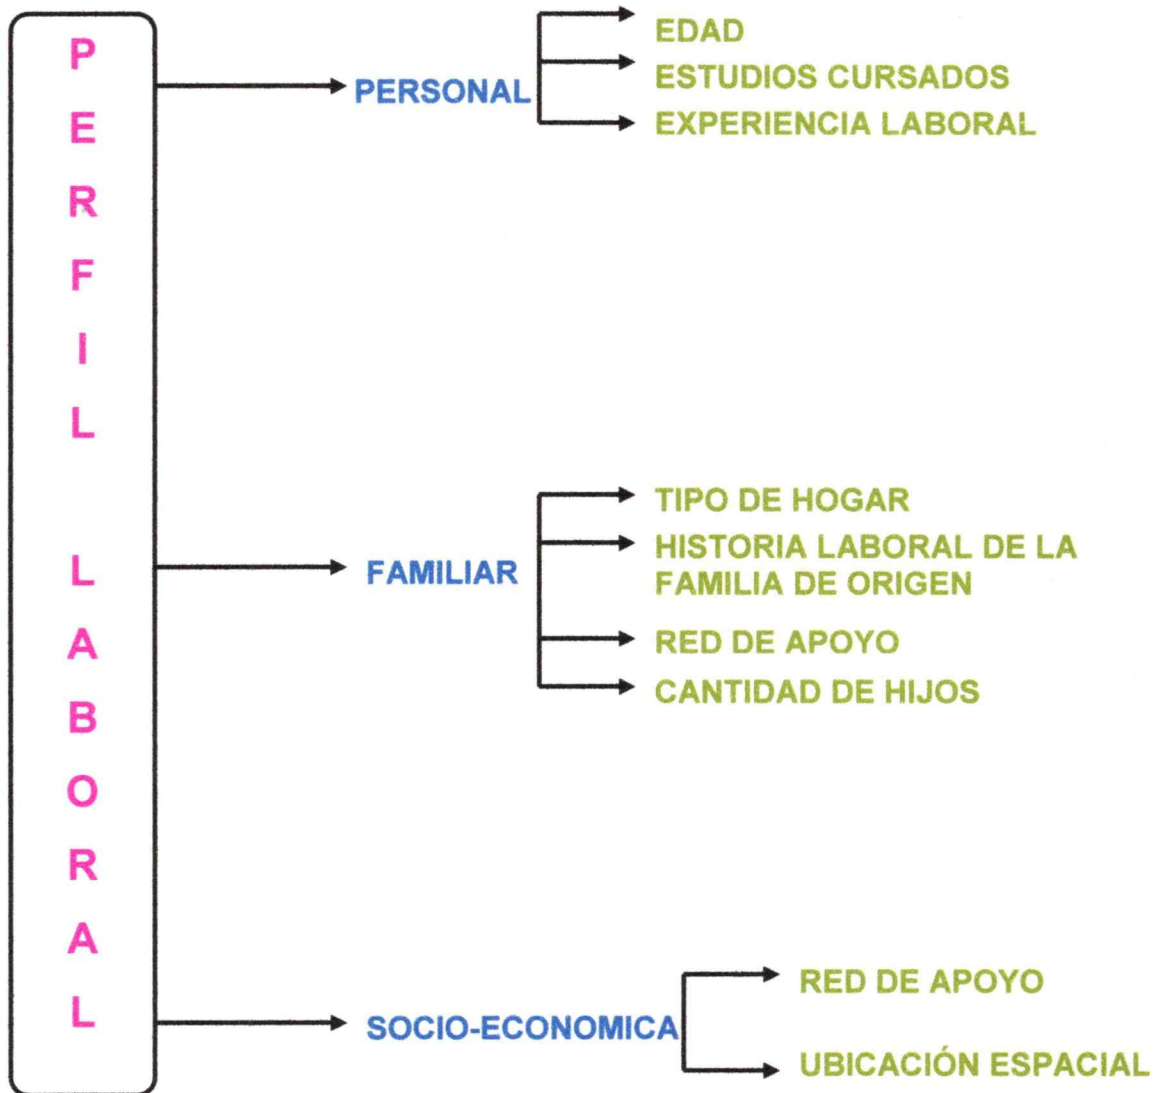 PERFIL LABORAL
PERSONAL
EDAD
ESTUDIOS CURSADOS
EXPERIENCIA LABORAL
FAMILIAR
TIPO DE HOGAR
HISTORIA LABORAL DE LA
FAMILIA DE ORIGEN
RED DE APOYO
CANTIDAD DE HIJOS
SOCIO-ECONOMICA
RED DE APOYO
UBICACIÓN ESPACIAL